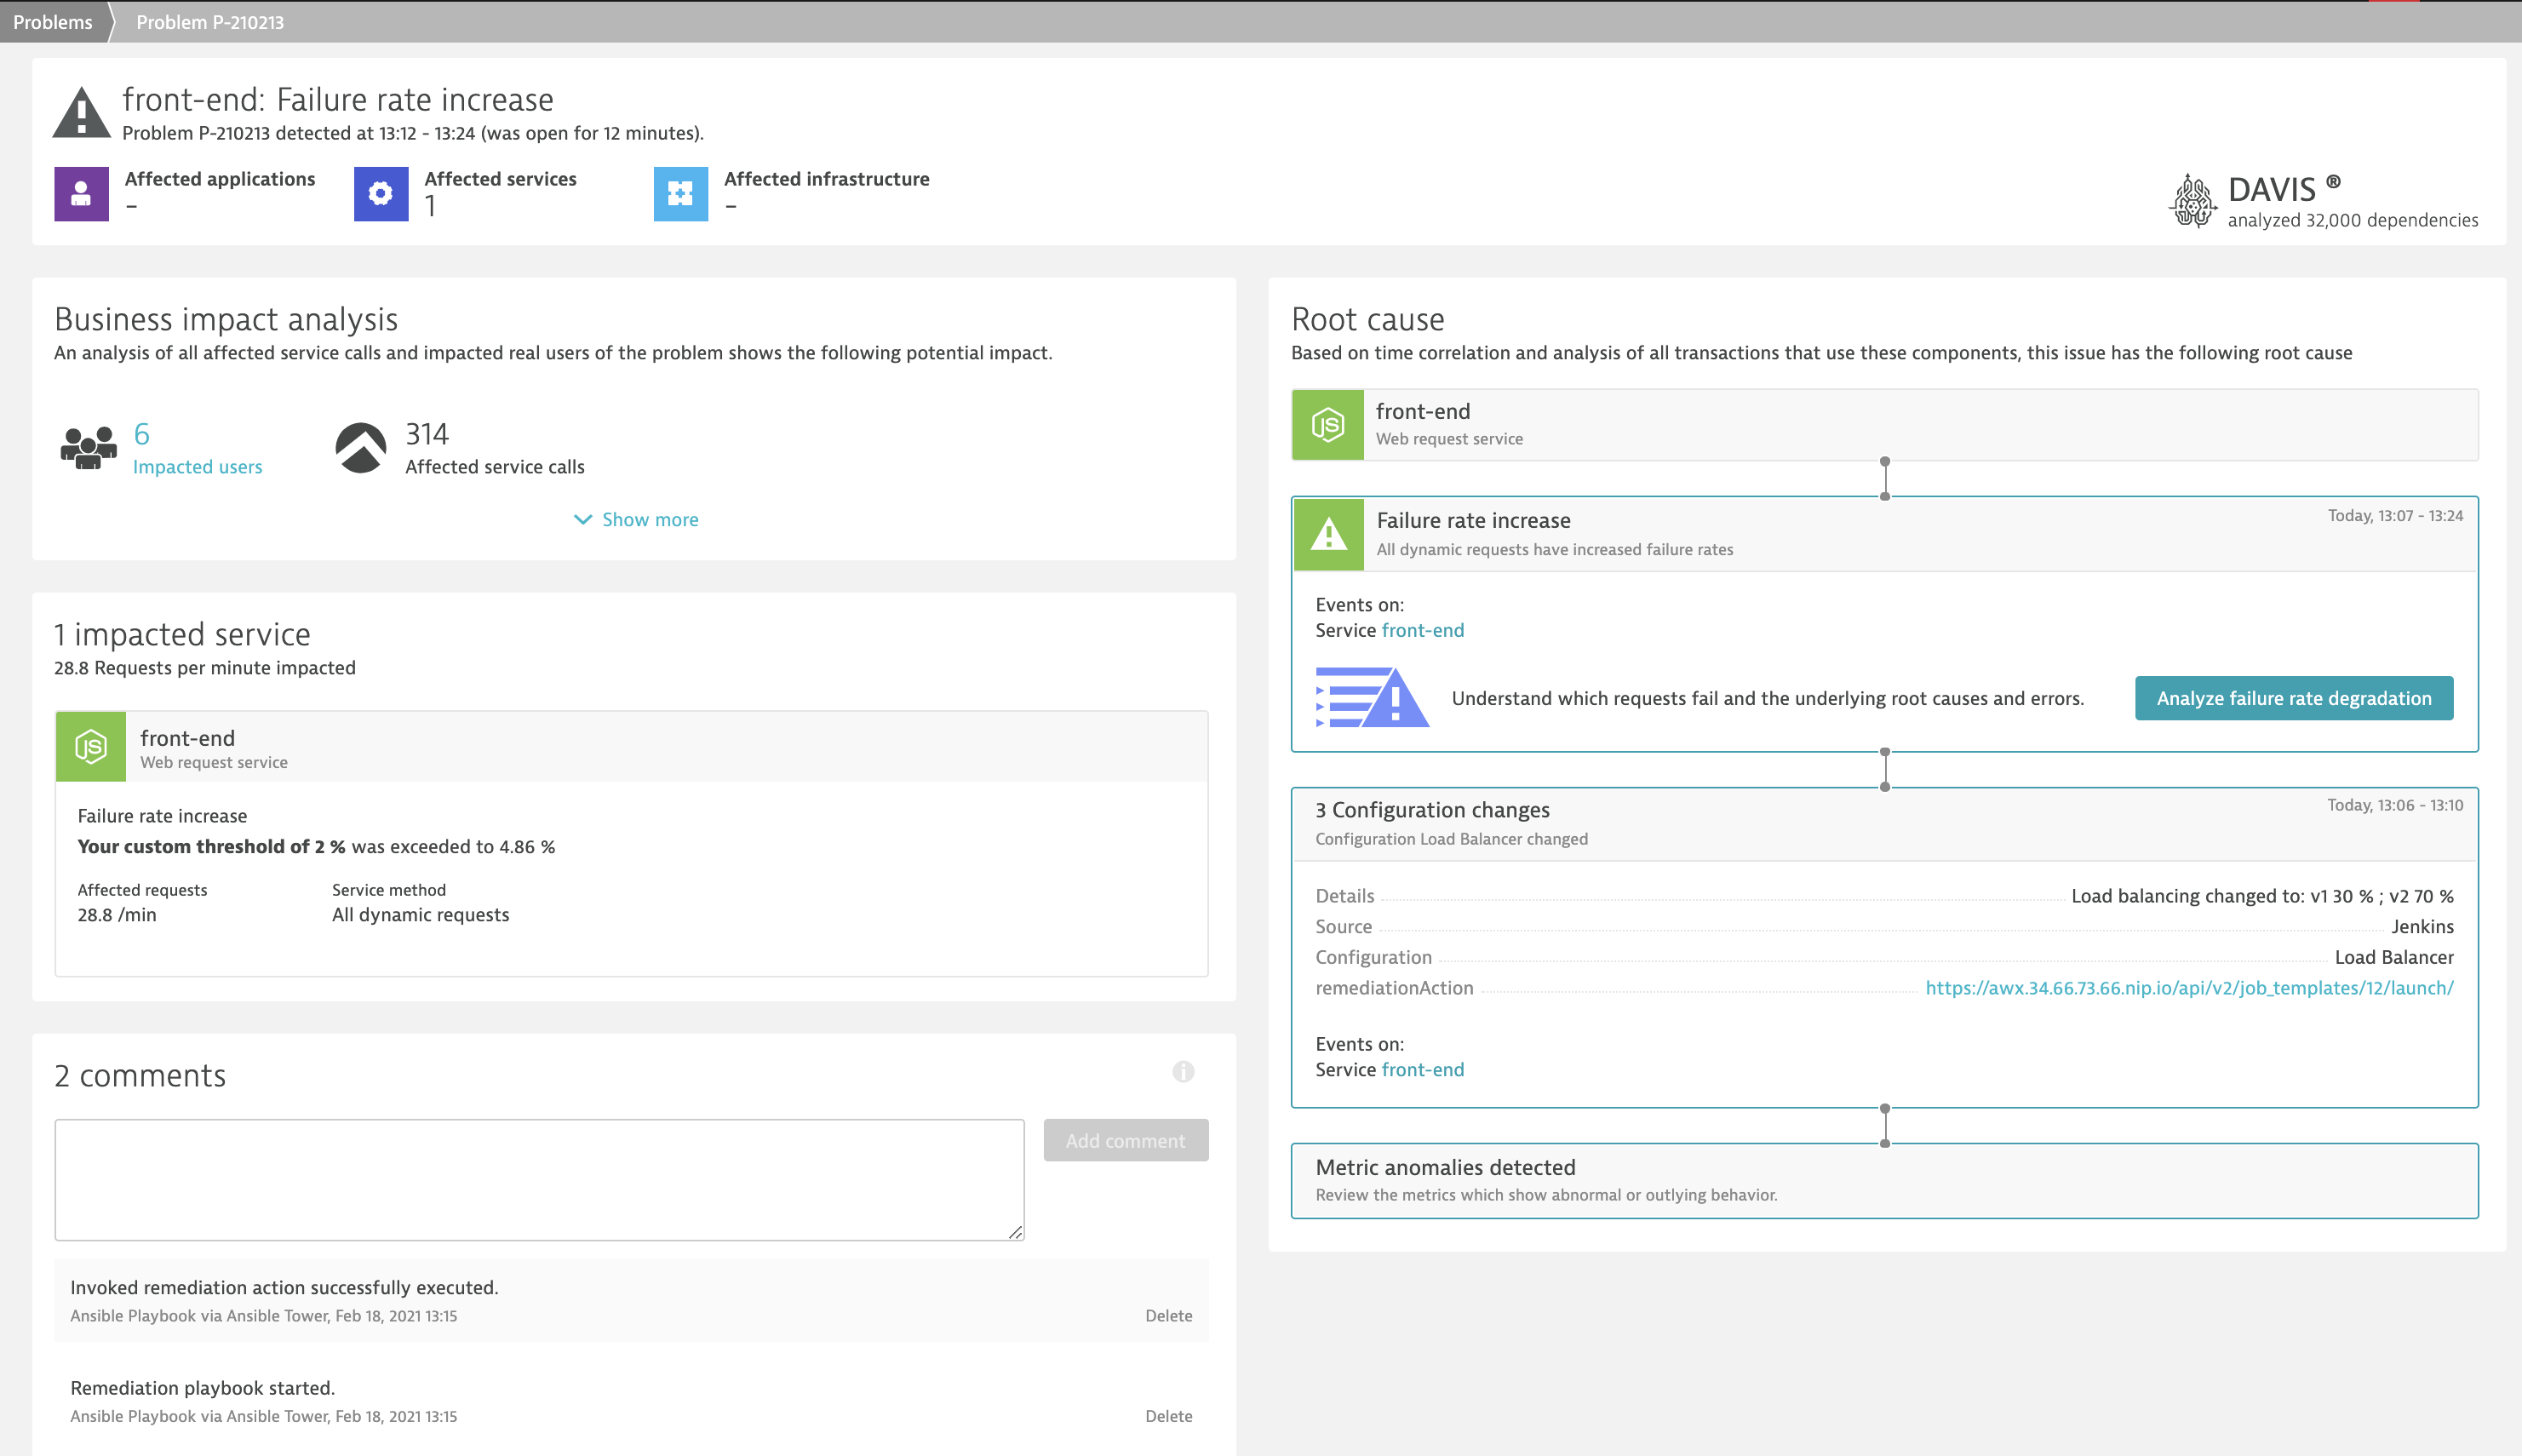 Problems
Problem P-210213
front-end: Failure rate increase
Problem P-210213 detected at 13:12 - 13:24 (was open for 12 minutes).
Affected applications
–
Affected services
1
Affected infrastructure
–
DAVIS ®
analyzed 32,000 dependencies
Business impact analysis
An analysis of all affected service calls and impacted real users of the problem shows the following potential impact.
6
Impacted users
314
Affected service calls
Show more
1 impacted service
28.8 Requests per minute impacted
JS
front-end
Web request service
Failure rate increase
Your custom threshold of 2 % was exceeded to 4.86 %
Affected requests
28.8 /min
Service method
All dynamic requests
2 comments
Add comment
Invoked remediation action successfully executed.
Ansible Playbook via Ansible Tower, Feb 18, 2021 13:15
Delete
Remediation playbook started.
Ansible Playbook via Ansible Tower, Feb 18, 2021 13:15
Delete
Root cause
Based on time correlation and analysis of all transactions that use these components, this issue has the following root cause
JS
front-end
Web request service
Failure rate increase
Today, 13:07 - 13:24
All dynamic requests have increased failure rates
Events on:
Service front-end
Understand which requests fail and the underlying root causes and errors.
Analyze failure rate degradation
3 Configuration changes
Today, 13:06 - 13:10
Configuration Load Balancer changed
Details Load balancing changed to: v1 30 % ; v2 70 %
Source Jenkins
Configuration Load Balancer
remediationAction https://awx.34.66.73.66.nip.io/api/v2/job_templates/12/launch/
Events on:
Service front-end
Metric anomalies detected
Review the metrics which show abnormal or outlying behavior.